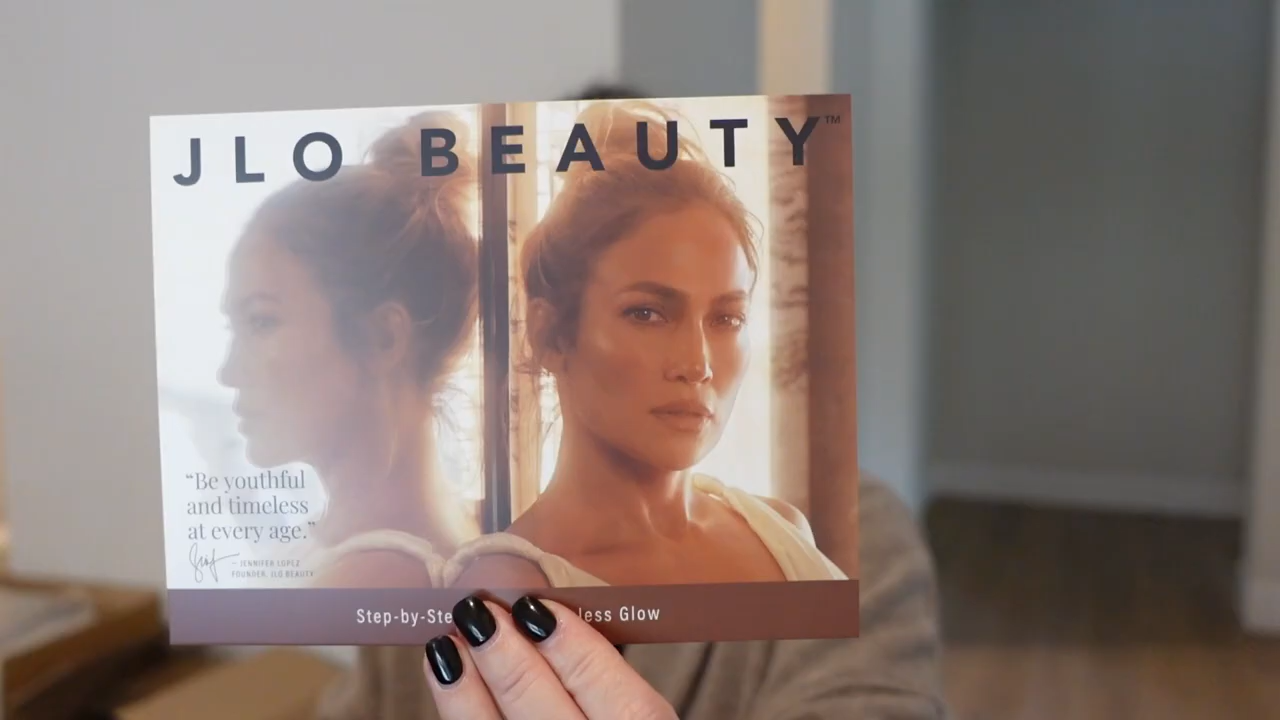 JLO BEAUTY™
“Be youthful
and timeless
at every age.”
— JENNIFER LOPEZ
FOUNDER, JLO BEAUTY
Step-by-Ste less Glow